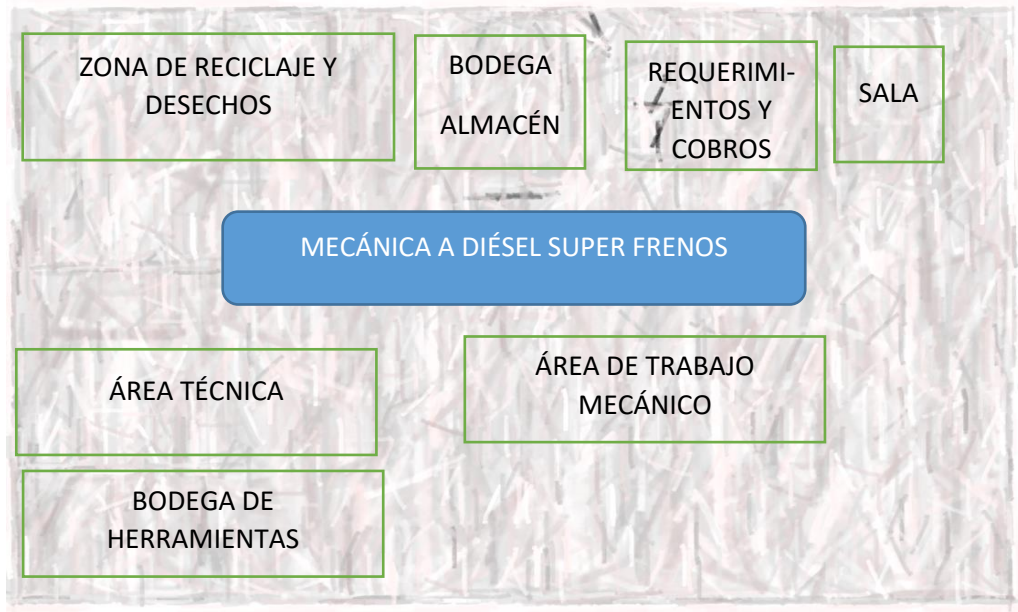 ZONA DE RECICLAJE Y
DESECHOS
BODEGA
ALMACÉN
REQUERIMI-
ENTOS Y
COBROS
SALA
MECÁNICA A DIÉSEL SUPER FRENOS
ÁREA TÉCNICA
ÁREA DE TRABAJO
MECÁNICO
BODEGA DE
HERRAMIENTAS